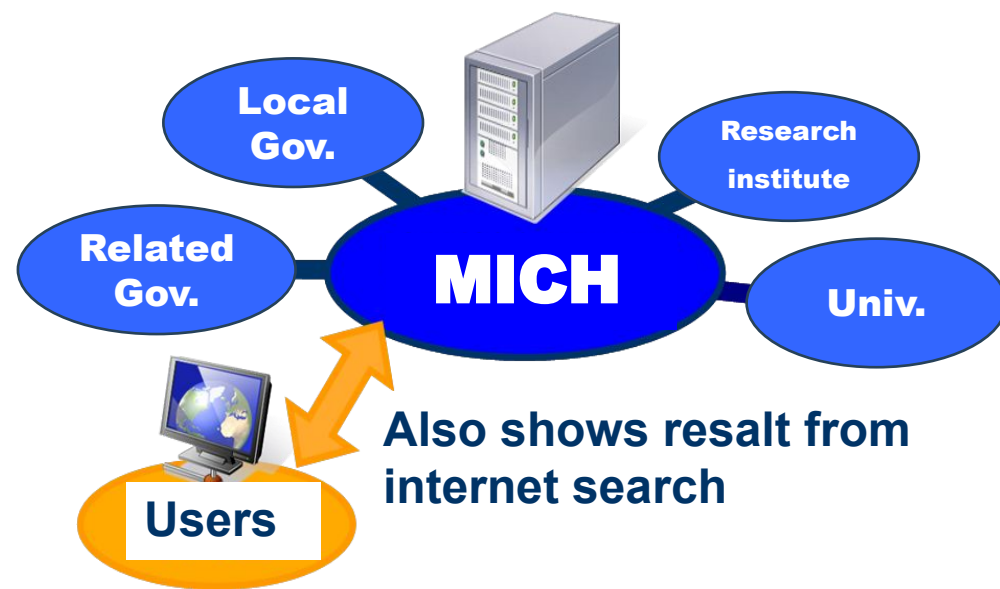 Local
Gov.
Research
institute
Related
Gov.
MICH
Univ.
Also shows resalt from
internet search
Users